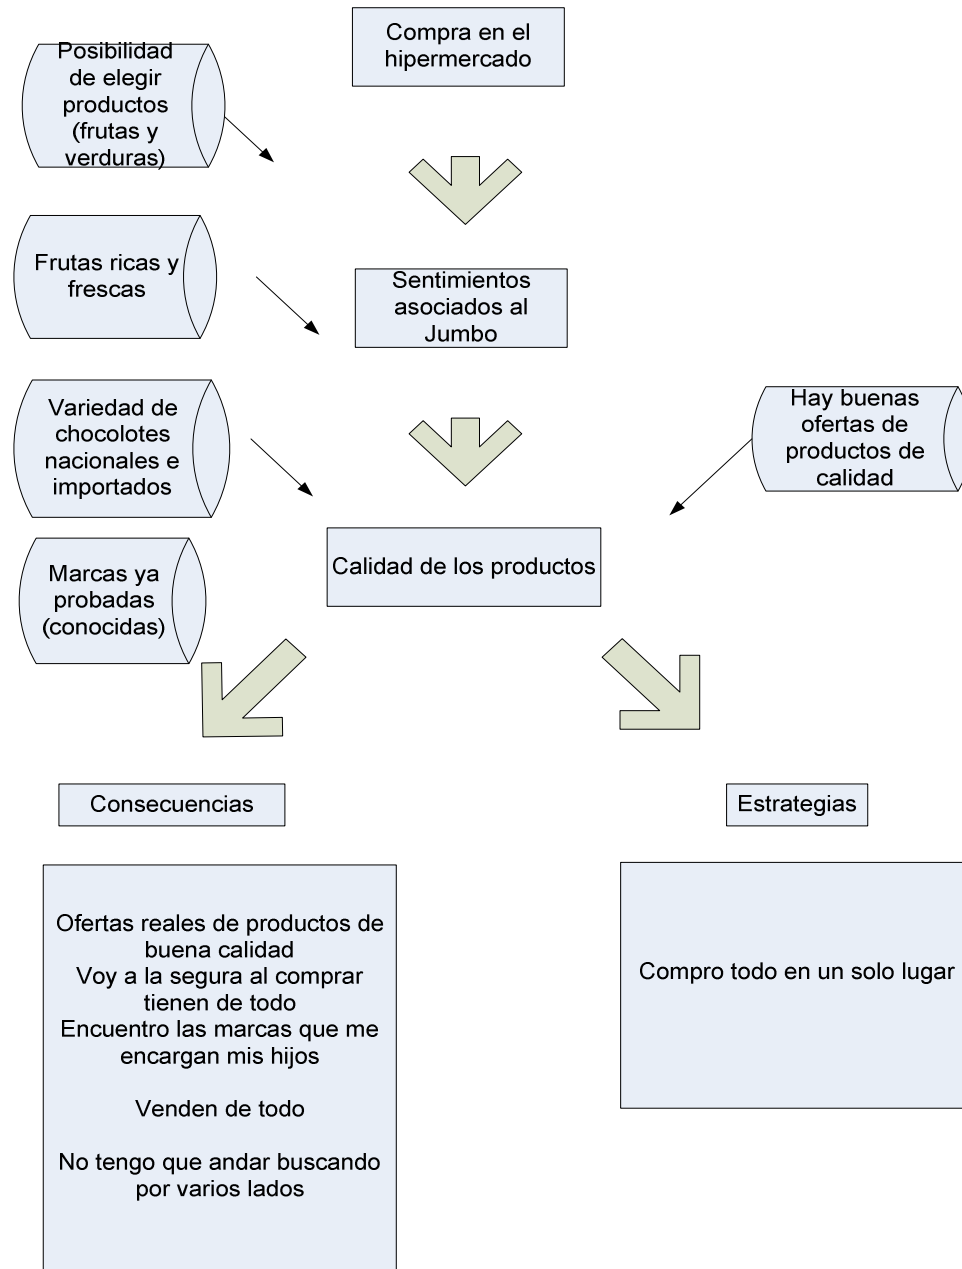 Compra en el
hipermercado
Posibilidad
de elegir
productos
(frutas y
verduras)
Frutas ricas y
frescas
Sentimientos
asociados al
Jumbo
Variedad de
chocolotes
nacionales e
importados
Hay buenas
ofertas de
productos de
calidad
Marcas ya
probadas
(conocidas)
Calidad de los productos
Consecuencias
Estrategias
Ofertas reales de productos de
buena calidad
Voy a la segura al comprar
tienen de todo
Encuentro las marcas que me
encargan mis hijos
Venden de todo
No tengo que andar buscando
por varios lados
Compro todo en un solo lugar